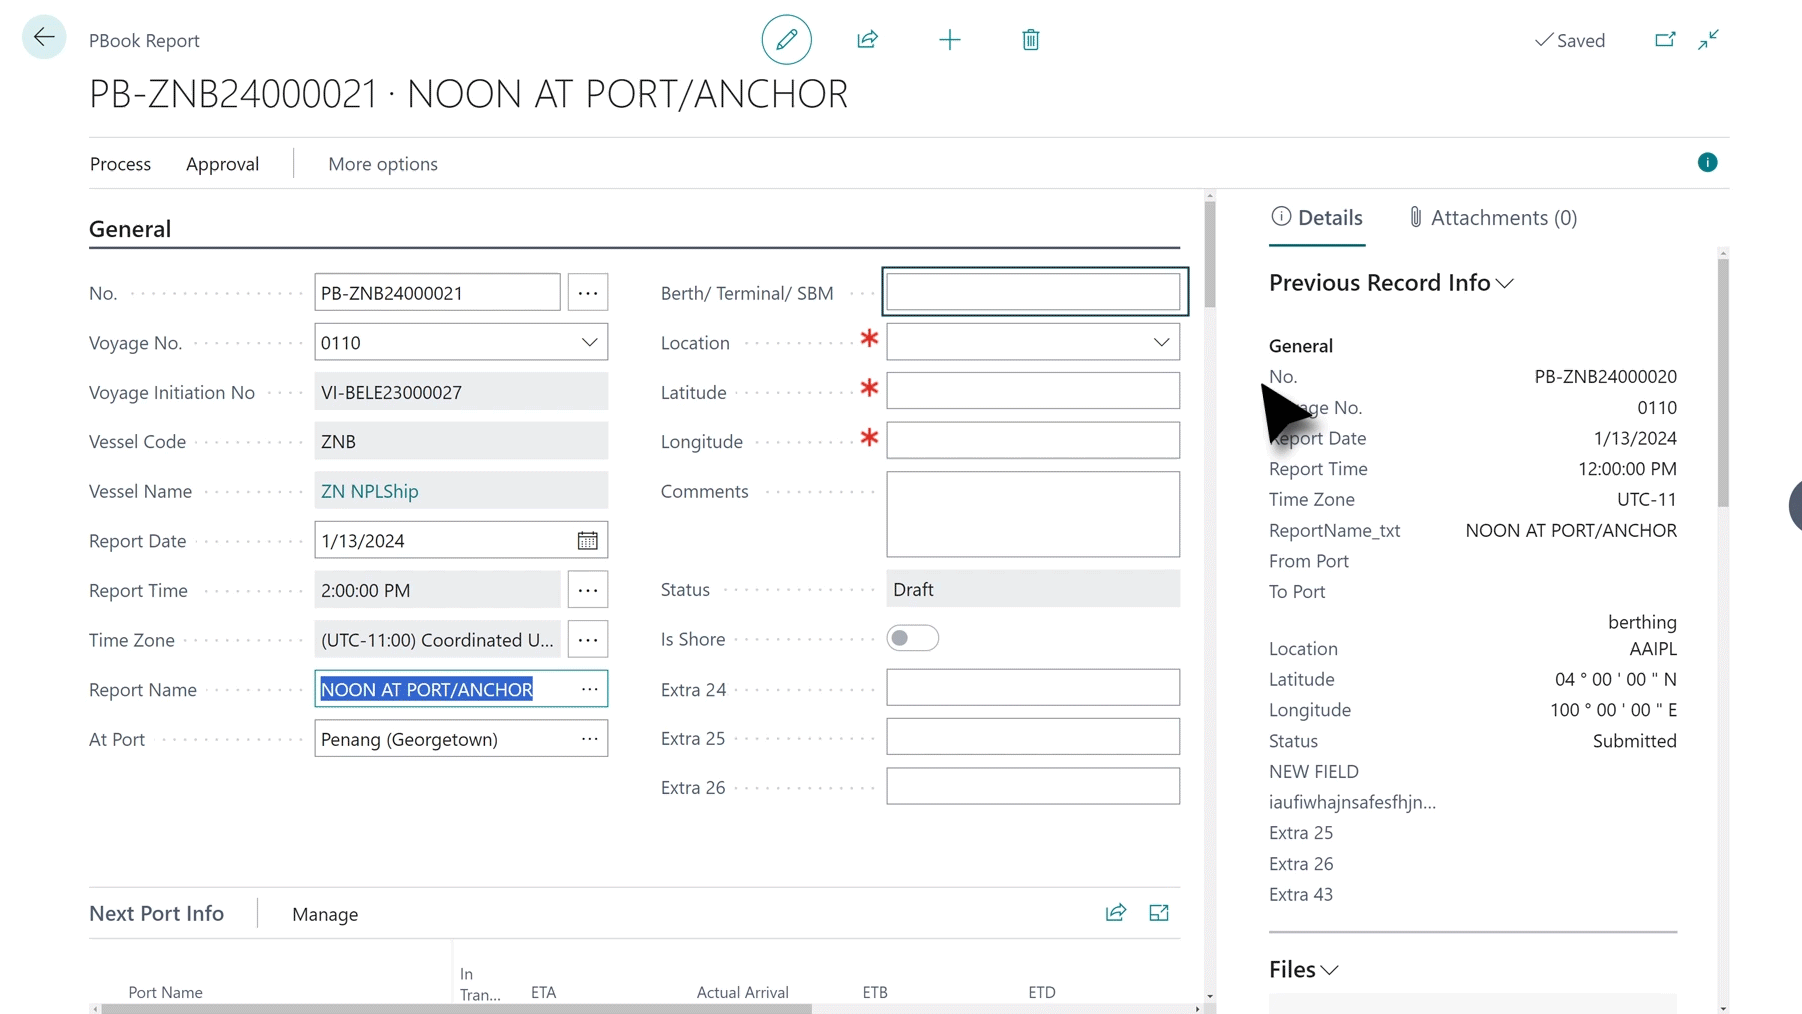 PBook Report
Saved
PB-ZNB24000021 · NOON AT PORT/ANCHOR
Process
Approval
More options
General
No.
PB-ZNB24000021
Voyage No.
0110
Voyage Initiation No
VI-BELE23000027
Vessel Code
ZNB
Vessel Name
ZN NPLShip
Report Date
1/13/2024
Report Time
2:00:00 PM
Time Zone
(UTC-11:00) Coordinated U...
Report Name
NOON AT PORT/ANCHOR
At Port
Penang (Georgetown)
Berth/ Terminal/ SBM
Location
Latitude
Longitude
Comments
Status
Draft
Is Shore
Extra 24
Extra 25
Extra 26
Next Port Info
Manage
Port Name
In
Tran...
ETA
Actual Arrival
ETB
ETD
Details
Attachments (0)
Previous Record Info
General
No.
PB-ZNB24000020
age No.
0110
Report Date
1/13/2024
Report Time
12:00:00 PM
Time Zone
UTC-11
ReportName_txt
NOON AT PORT/ANCHOR
From Port
To Port
berthing
Location
AAIPL
Latitude
04 ° 00 ' 00 " N
Longitude
100 ° 00 ' 00 " E
Status
Submitted
NEW FIELD
iaufiwhajnsafesfhjn...
Extra 25
Extra 26
Extra 43
Files